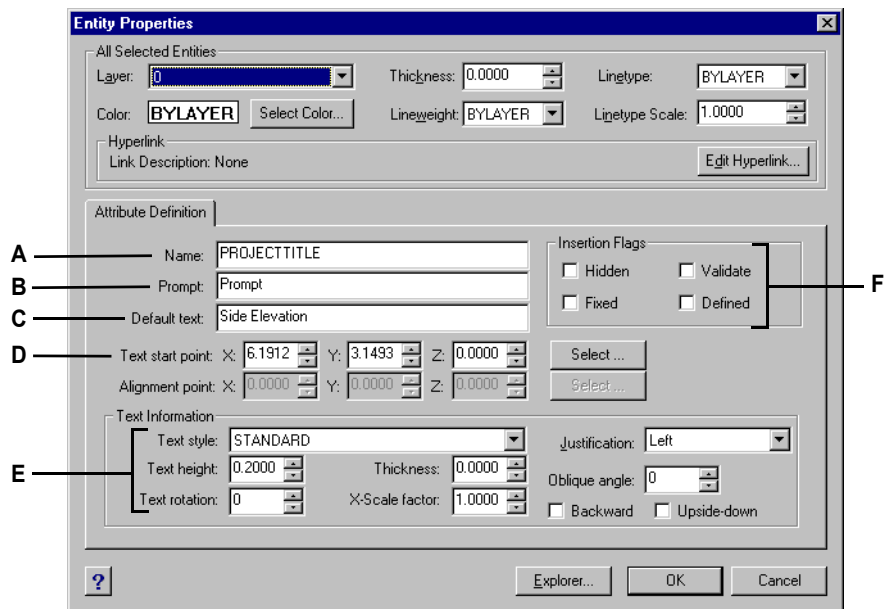 Entity Properties
All Selected Entities
Layer: 0 Thickness: 0.0000 Linetype: BYLAYER
Color: BYLAYER Select Color... Lineweight: BYLAYER Linetype Scale: 1.0000
Hyperlink
Link Description: None Edit Hyperlink...
Attribute Definition
A Name: PROJECTTITLE Insertion Flags
B Prompt: Prompt Hidden Validate F
C Default text: Side Elevation Fixed Defined
D Text start point: X: 6.1912 Y: 3.1493 Z: 0.0000 Select ...
Alignment point: X: 0.0000 Y: 0.0000 Z: 0.0000 Select ...
Text Information
Text style: STANDARD Justification: Left
E Text height: 0.2000 Thickness: 0.0000 Oblique angle: 0
Text rotation: 0 X-Scale factor: 1.0000 Backward Upside-down
? Explorer... OK Cancel